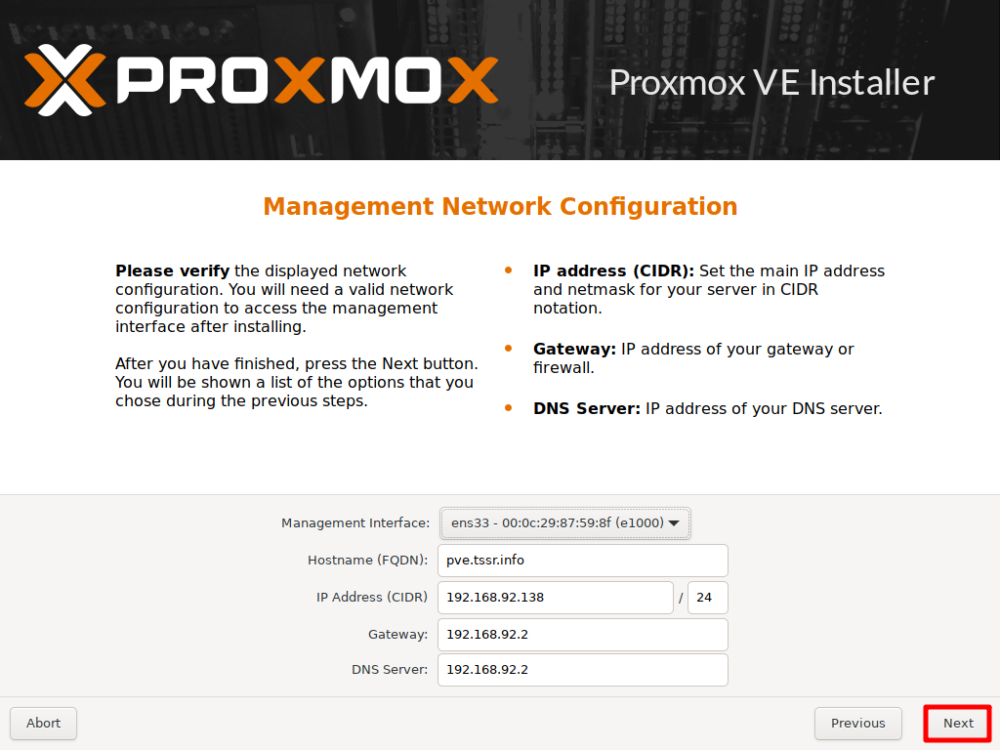 PROXMOX
Proxmox VE Installer
Management Network Configuration
Please verify the displayed network
configuration. You will need a valid network
configuration to access the management
interface after installing.
After you have finished, press the Next button.
You will be shown a list of the options that you
chose during the previous steps.
IP address (CIDR): Set the main IP address
and netmask for your server in CIDR
notation.
Gateway: IP address of your gateway or
firewall.
DNS Server: IP address of your DNS server.
Management Interface: ens33 - 00:0c:29:87:59:8f (e1000)
Hostname (FQDN): pve.tssr.info
IP Address (CIDR) 192.168.92.138 / 24
Gateway: 192.168.92.2
DNS Server: 192.168.92.2
Abort Previous Next